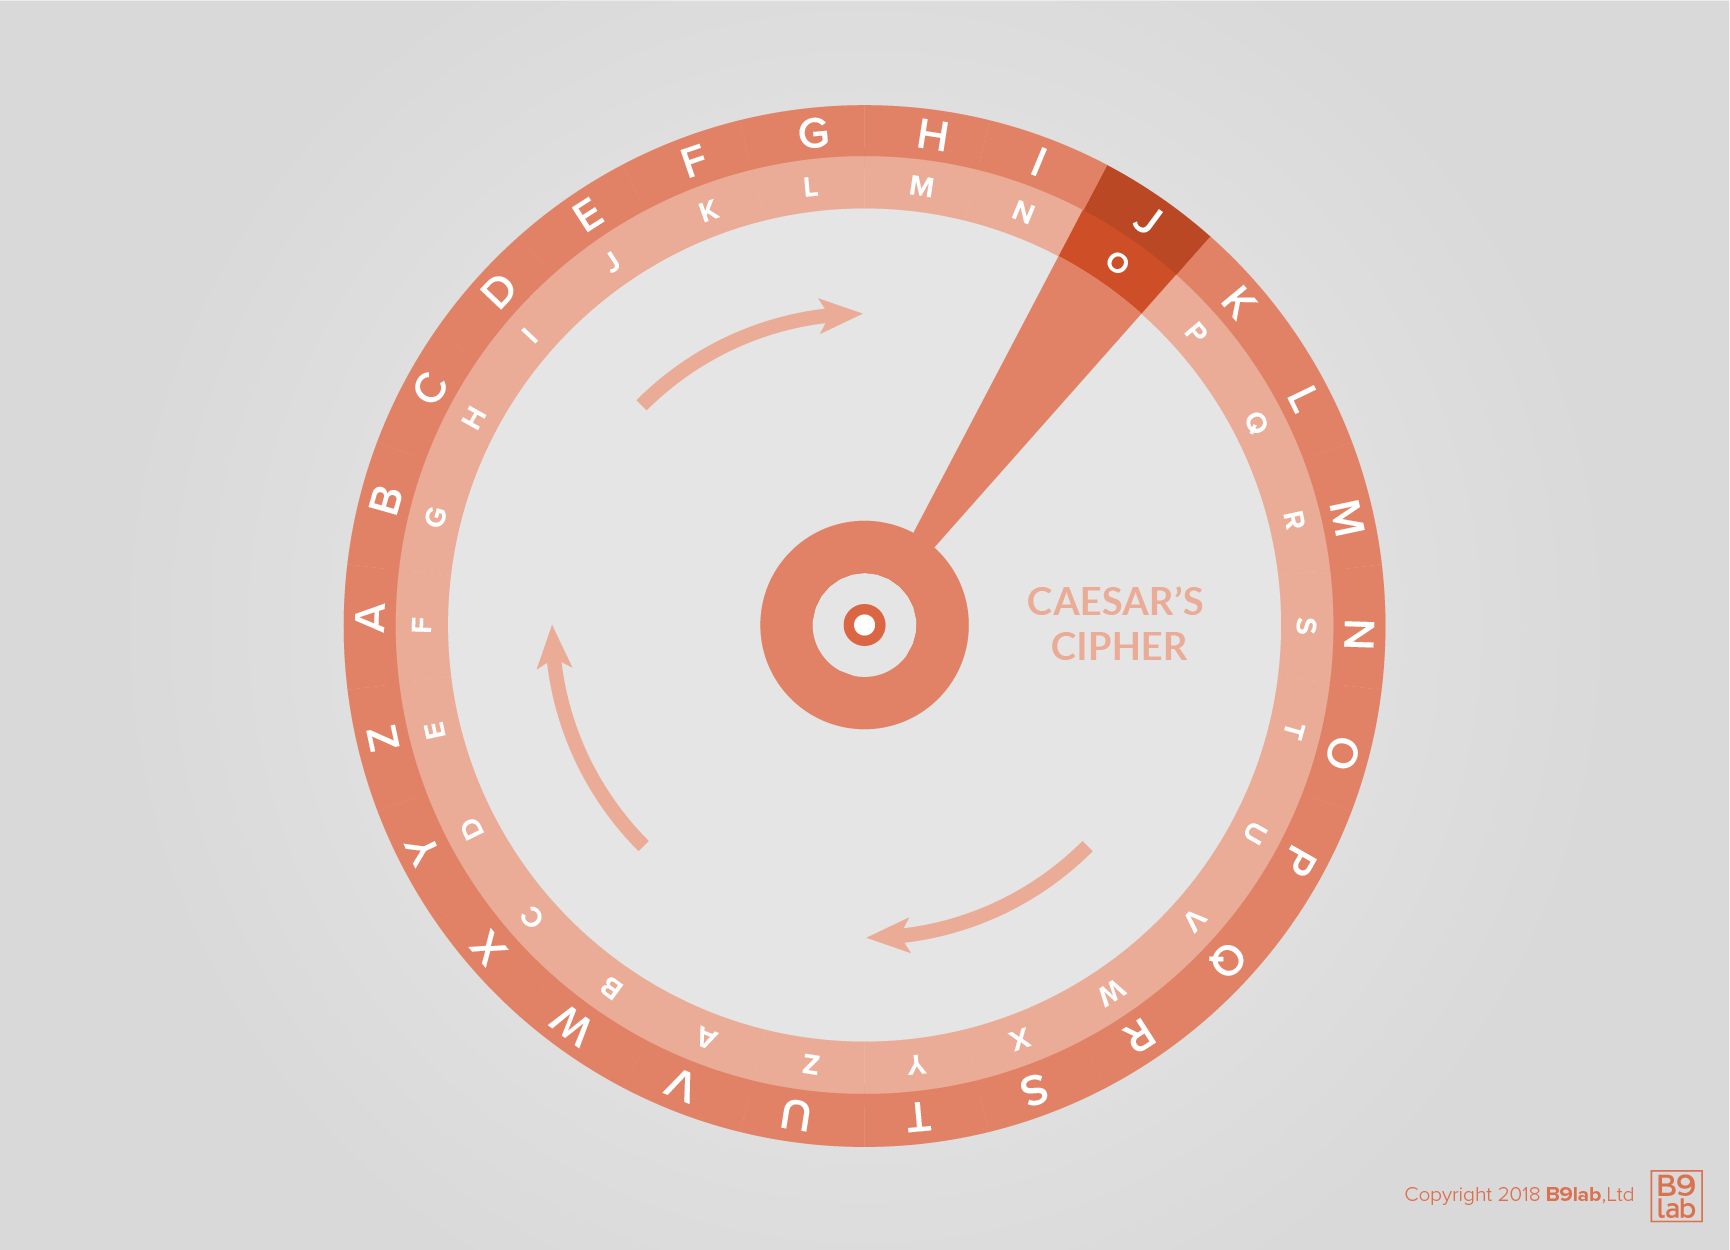 A B C D E F G H I J K L M N O P Q R S T U V W X Y Z
F G H I J K L M N O P Q R S T U V W X Y Z A B C D E
CAESAR’S
CIPHER
Copyright 2018 B9lab,Ltd
B9
lab